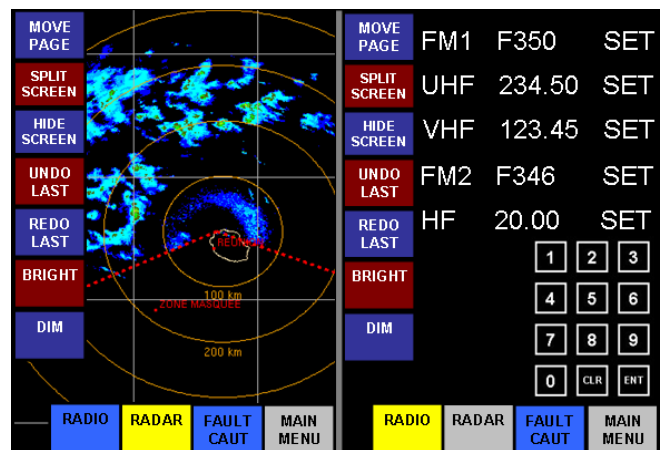 MOVE
PAGE
SPLIT
SCREEN
HIDE
SCREEN
UNDO
LAST
REDO
LAST
BRIGHT
DIM
RÉUNION
100 km
ZONE MASQUÉE
200 km
RADIO
RADAR
FAULT
CAUT
MAIN
MENU
MOVE
PAGE
SPLIT
SCREEN
HIDE
SCREEN
UNDO
LAST
REDO
LAST
BRIGHT
DIM
FM1 F350 SET
UHF 234.50 SET
VHF 123.45 SET
FM2 F346 SET
HF 20.00 SET
1 2 3
4 5 6
7 8 9
0 CLR ENT
RADIO
RADAR
FAULT
CAUT
MAIN
MENU